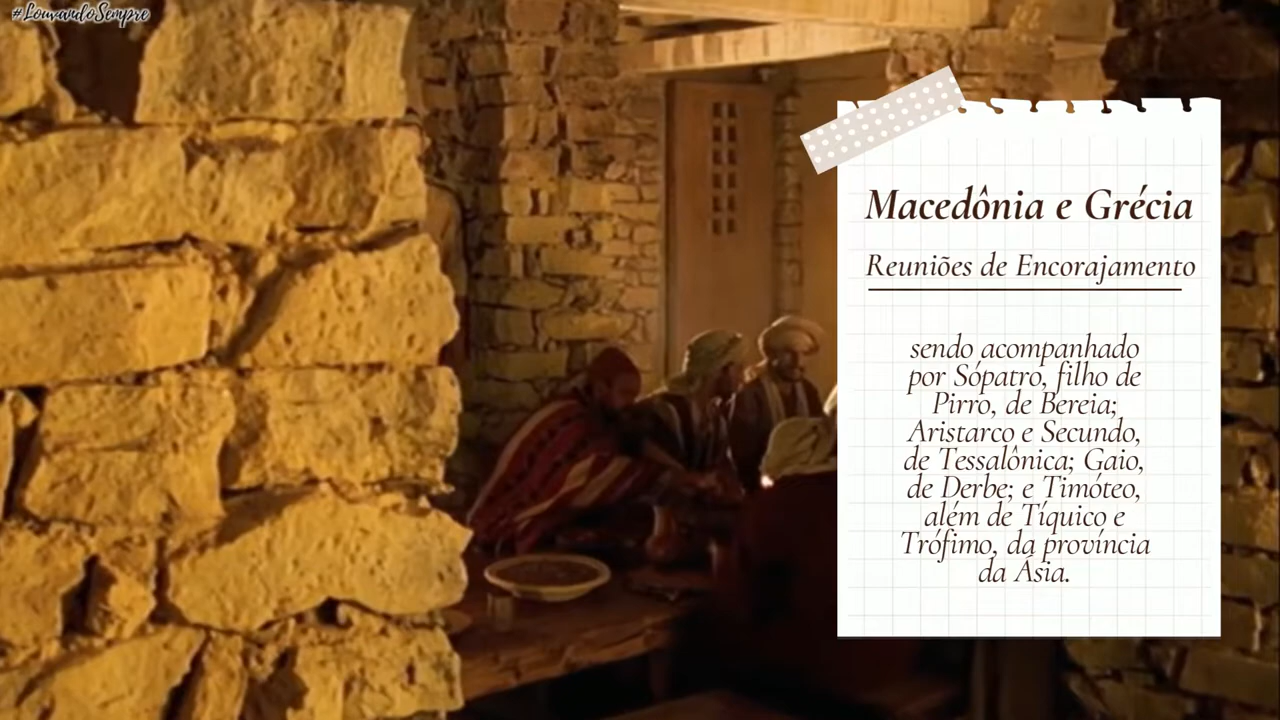 #LouvandoSempre
Macedônia e Grécia
Reuniões de Encorajamento
sendo acompanhado
por Sópatro, filho de
Pirro, de Bereia;
Aristarco e Secundo,
de Tessalônica; Gaio,
de Derbe; e Timóteo,
além de Tíquico e
Trófimo, da província
da Ásia.